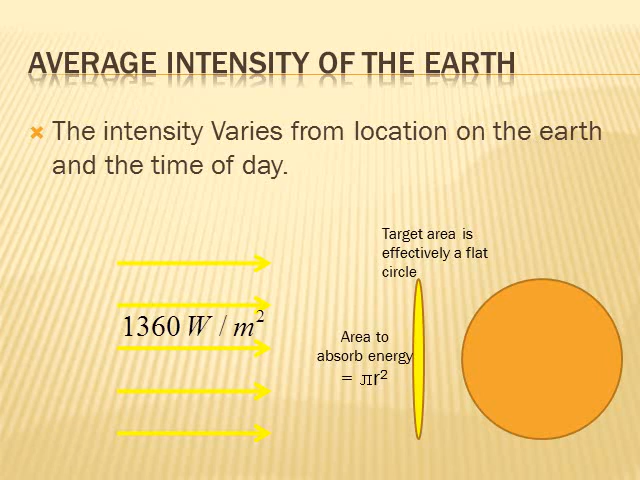 AVERAGE INTENSITY OF THE EARTH
The intensity Varies from location on the earth
and the time of day.
Target area is
effectively a flat
circle
1360 W / m²
Area to
absorb energy
= πr²